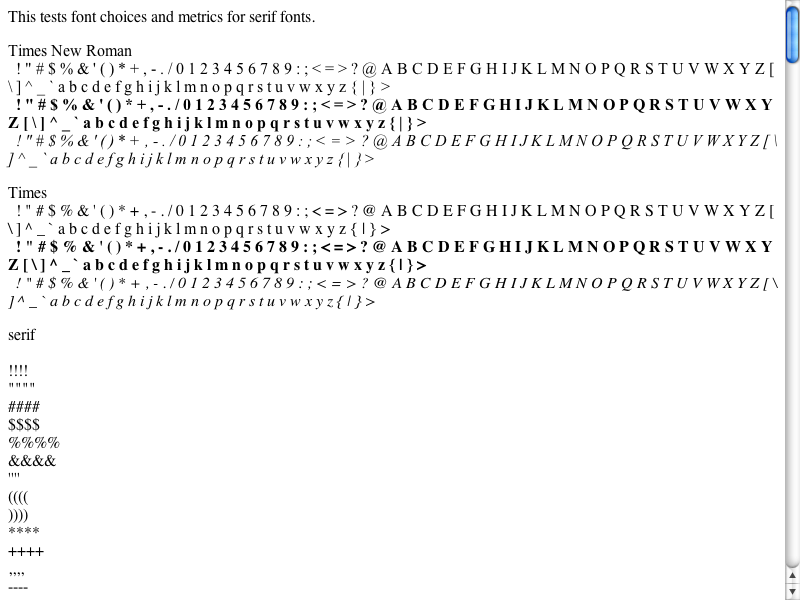 This tests font choices and metrics for serif fonts.
Times New Roman
! " # $ % & ' ( ) * + , - . / 0 1 2 3 4 5 6 7 8 9 : ; < = > ? @ A B C D E F G H I J K L M N O P Q R S T U V W X Y Z [
\ ] ^ _ ` a b c d e f g h i j k l m n o p q r s t u v w x y z { | } >
! " # $ % & ' ( ) * + , - . / 0 1 2 3 4 5 6 7 8 9 : ; < = > ? @ A B C D E F G H I J K L M N O P Q R S T U V W X Y
Z [ \ ] ^ _ ` a b c d e f g h i j k l m n o p q r s t u v w x y z { | } >
! " # $ % & ' ( ) * + , - . / 0 1 2 3 4 5 6 7 8 9 : ; < = > ? @ A B C D E F G H I J K L M N O P Q R S T U V W X Y Z [ \
] ^ _ ` a b c d e f g h i j k l m n o p q r s t u v w x y z { | } >
Times
! " # $ % & ' ( ) * + , - . / 0 1 2 3 4 5 6 7 8 9 : ; < = > ? @ A B C D E F G H I J K L M N O P Q R S T U V W X Y Z [
\ ] ^ _ ` a b c d e f g h i j k l m n o p q r s t u v w x y z { | } >
! " # $ % & ' ( ) * + , - . / 0 1 2 3 4 5 6 7 8 9 : ; < = > ? @ A B C D E F G H I J K L M N O P Q R S T U V W X Y
Z [ \ ] ^ _ ` a b c d e f g h i j k l m n o p q r s t u v w x y z { | } >
! " # $ % & ' ( ) * + , - . / 0 1 2 3 4 5 6 7 8 9 : ; < = > ? @ A B C D E F G H I J K L M N O P Q R S T U V W X Y Z [ \
] ^ _ ` a b c d e f g h i j k l m n o p q r s t u v w x y z { | } >
serif
!!!!
""""
####
$$$$
%%%%
&&&&
''''
((((
))))
****
++++
,,,,
----